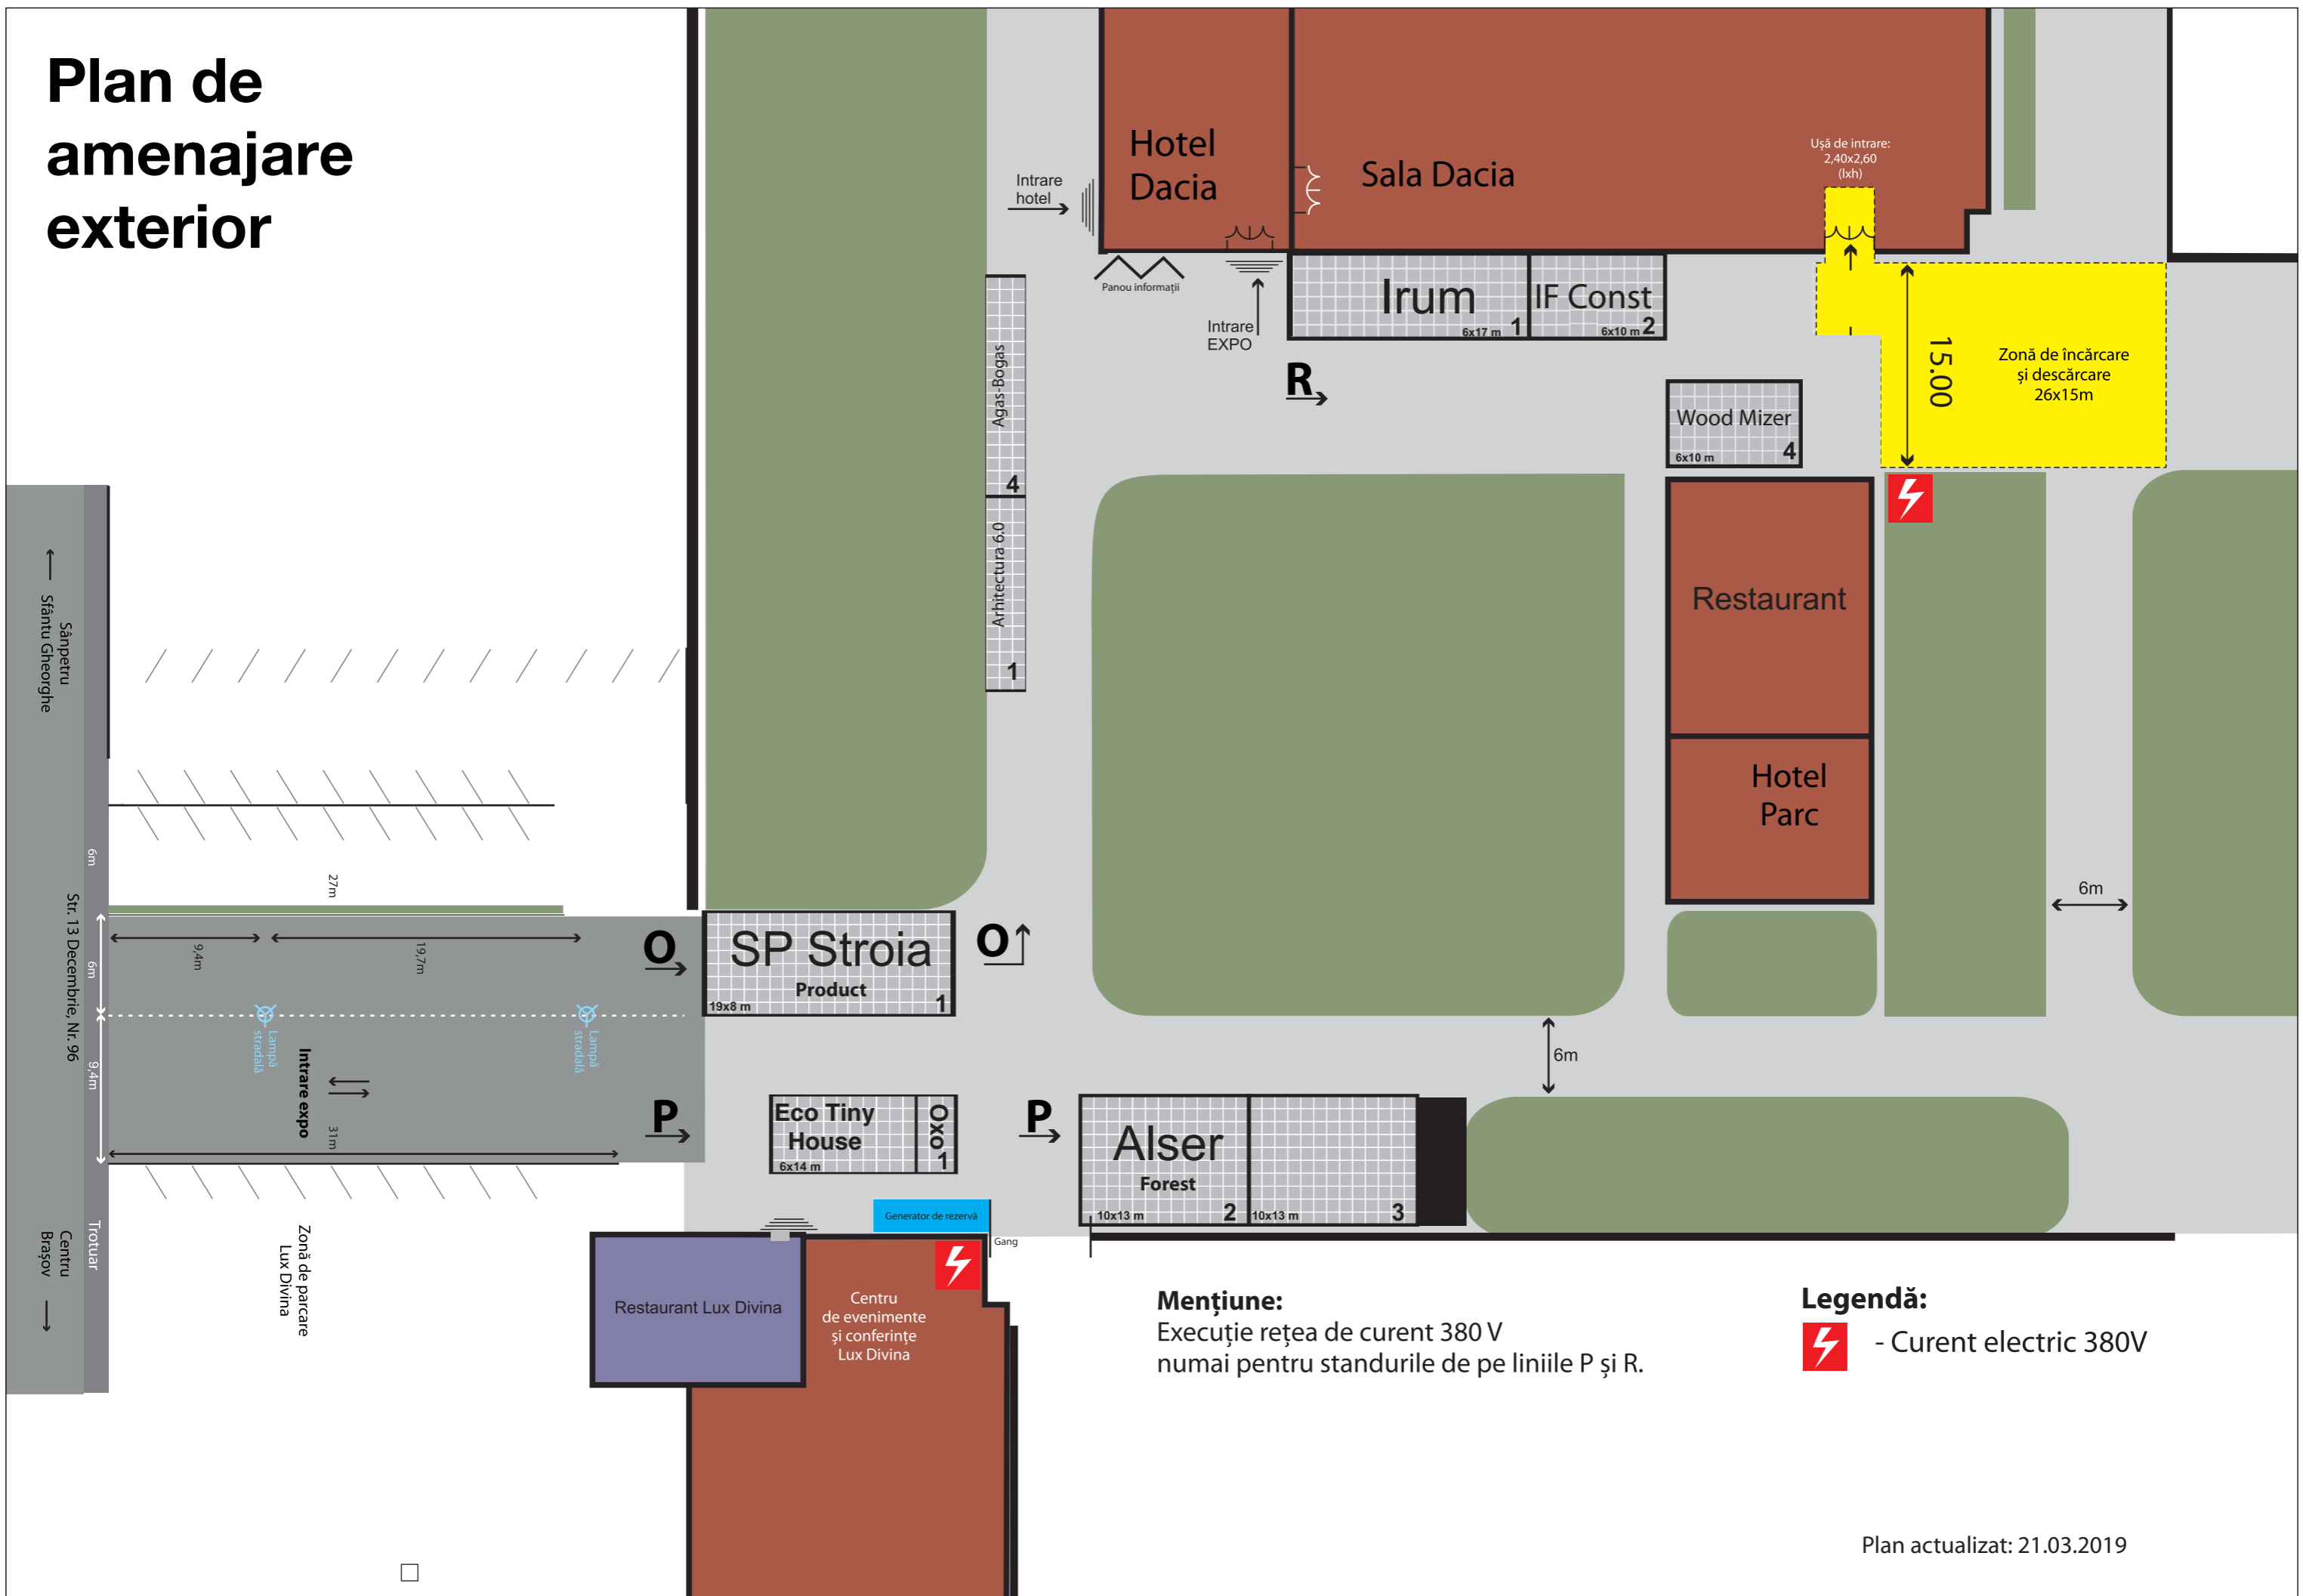 Plan de
amenajare
exterior
Hotel
Dacia
Sala Dacia
Ușă de intrare:
2,40x2,60
(lxh)
Intrare
hotel
Panou informații
Intrare
EXPO
Irum
6x17 m 1
IF Const
6x10 m 2
R
15.00
Zonă de încărcare
și descărcare
26x15m
Wood Mizer
6x10 m 4
Agas-Bogas
4
Arhitectura 6.0
1
Restaurant
Hotel
Parc
6m
Sânpetru
Sfântu Gheorghe
Str. 13 Decembrie, Nr. 96
6m
6m
9,4m
Trotuar
Centru
Brașov
27m
9,4m
19,7m
Lampă
stradală
Lampă
stradală
Intrare expo
31m
Zonă de parcare
Lux Divina
O
SP Stroia
Product
19x8 m 1
O
6m
P
Eco Tiny
House
6x14 m
Oxo
1
P
Alser
Forest
10x13 m 2
10x13 m 3
Generator de rezervă
Gang
Restaurant Lux Divina
Centru
de evenimente
și conferințe
Lux Divina
Mențiune:
Execuție rețea de curent 380 V
numai pentru standurile de pe liniile P și R.
Legendă:
- Curent electric 380V
Plan actualizat: 21.03.2019